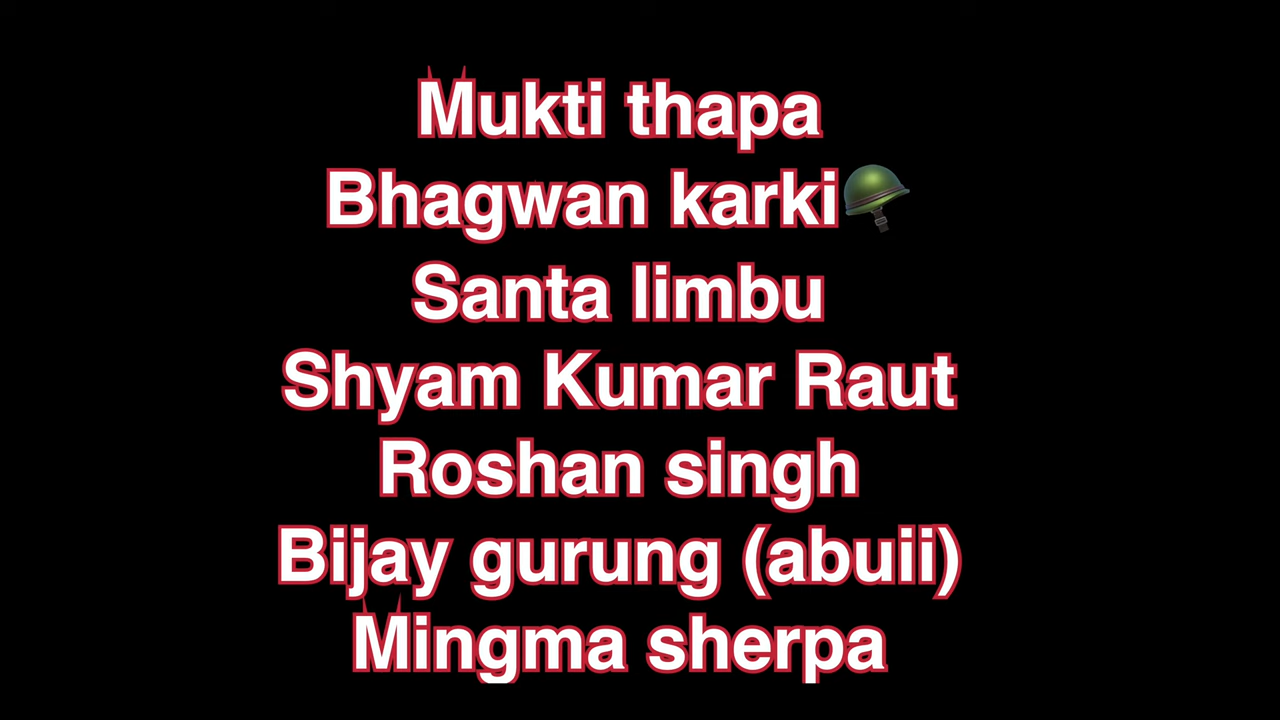 Mukti thapa
Bhagwan karki🪖
Santa limbu
Shyam Kumar Raut
Roshan singh
Bijay gurung (abuii)
Mingma sherpa